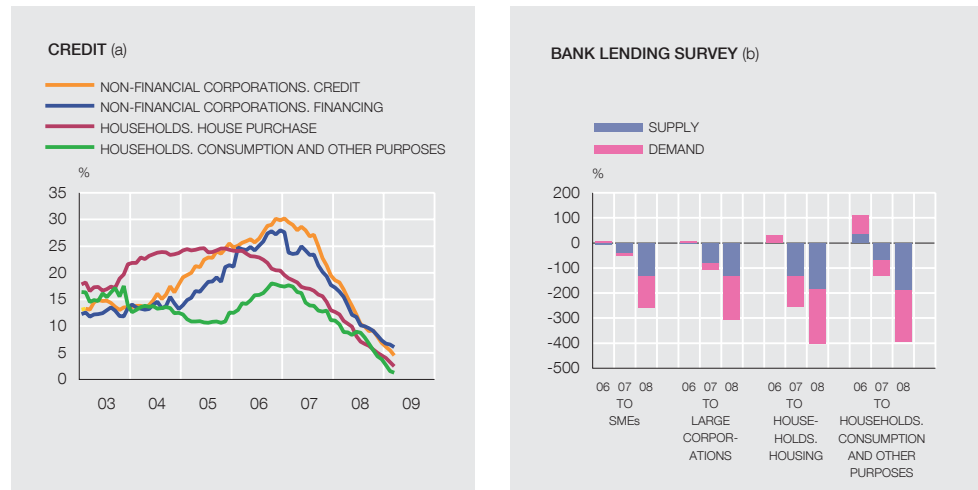 CREDIT (a)
NON-FINANCIAL CORPORATIONS. CREDIT
NON-FINANCIAL CORPORATIONS. FINANCING
HOUSEHOLDS. HOUSE PURCHASE
HOUSEHOLDS. CONSUMPTION AND OTHER PURPOSES
%
35
30
25
20
15
10
5
0
03 04 05 06 07 08 09
BANK LENDING SURVEY (b)
SUPPLY
DEMAND
%
200
100
0
-100
-200
-300
-400
-500
06 07 08 06 07 08 06 07 08 06 07 08
TO SMEs
TO LARGE CORPOR-ATIONS
TO HOUSE-HOLDS. HOUSING
TO HOUSEHOLDS. CONSUMPTION AND OTHER PURPOSES